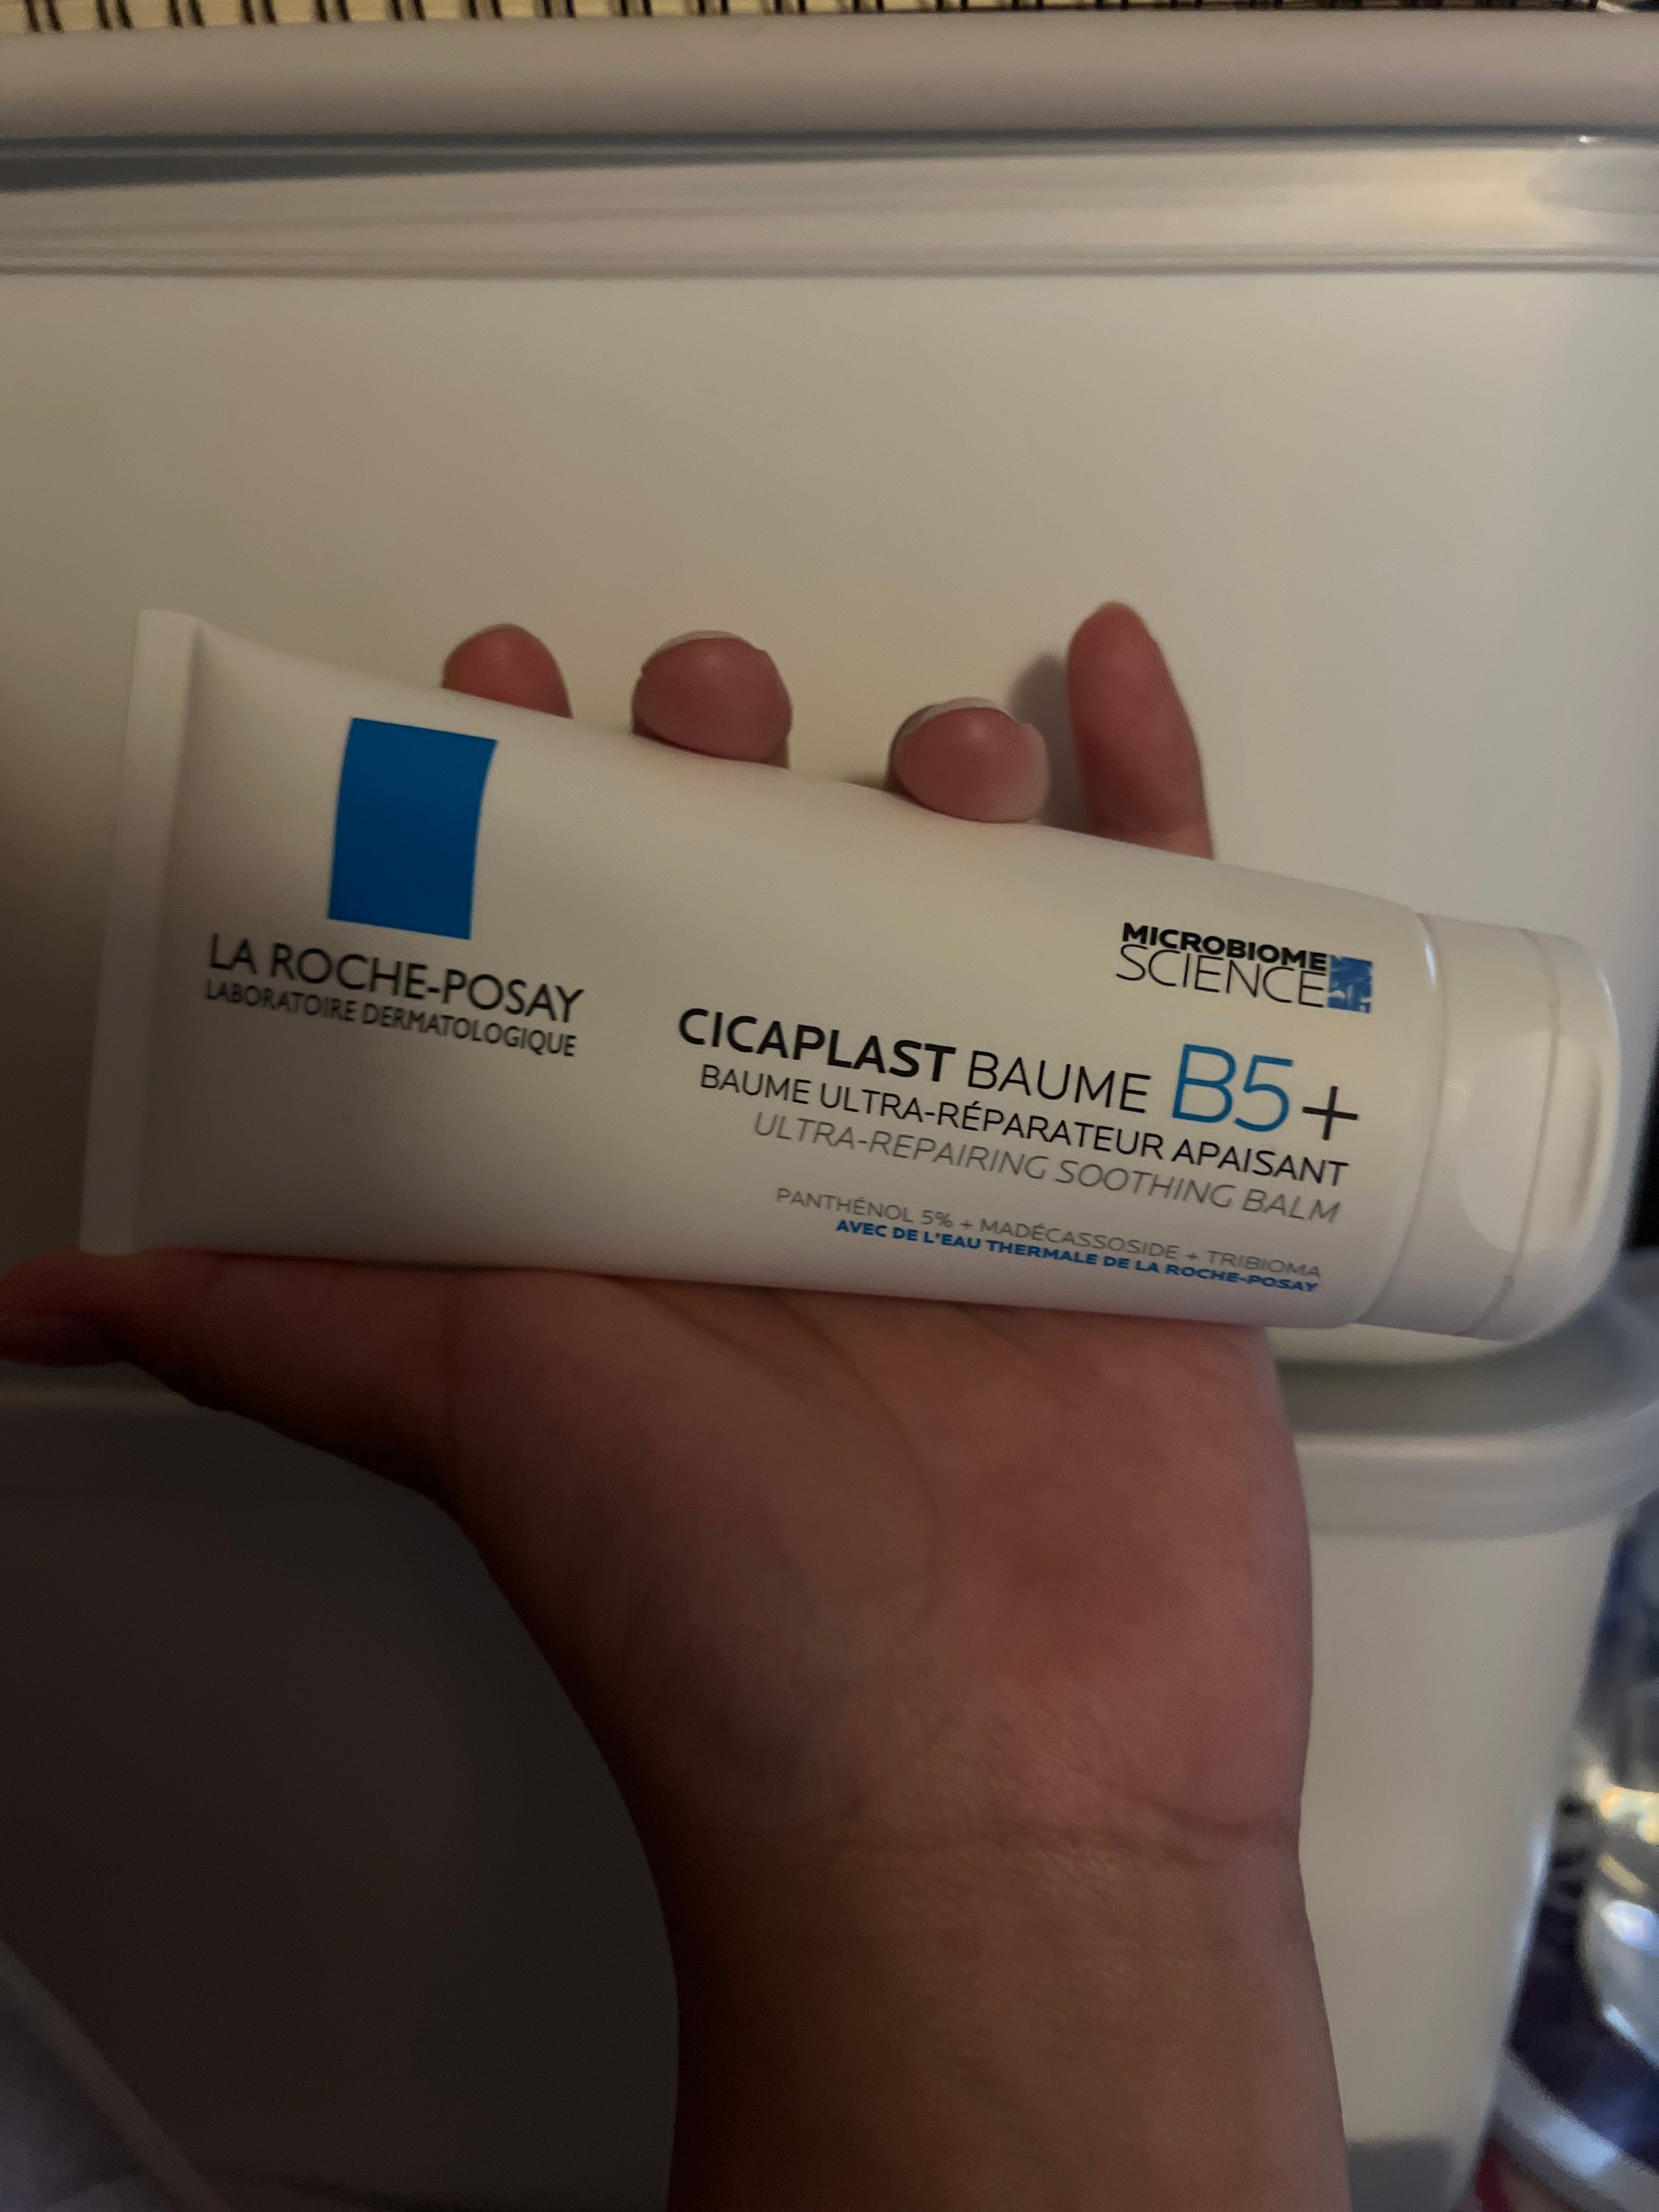 LA ROCHE-POSAY
LABORATOIRE DERMATOLOGIQUE
MICROBIOME
SCIENCE
CICAPLAST BAUME B5+
BAUME ULTRA-RÉPARATEUR APAISANT
ULTRA-REPAIRING SOOTHING BALM
PANTHÉNOL 5% + MADÉCASSOSIDE + TRIBIOMA
AVEC DE L'EAU THERMALE DE LA ROCHE-POSAY